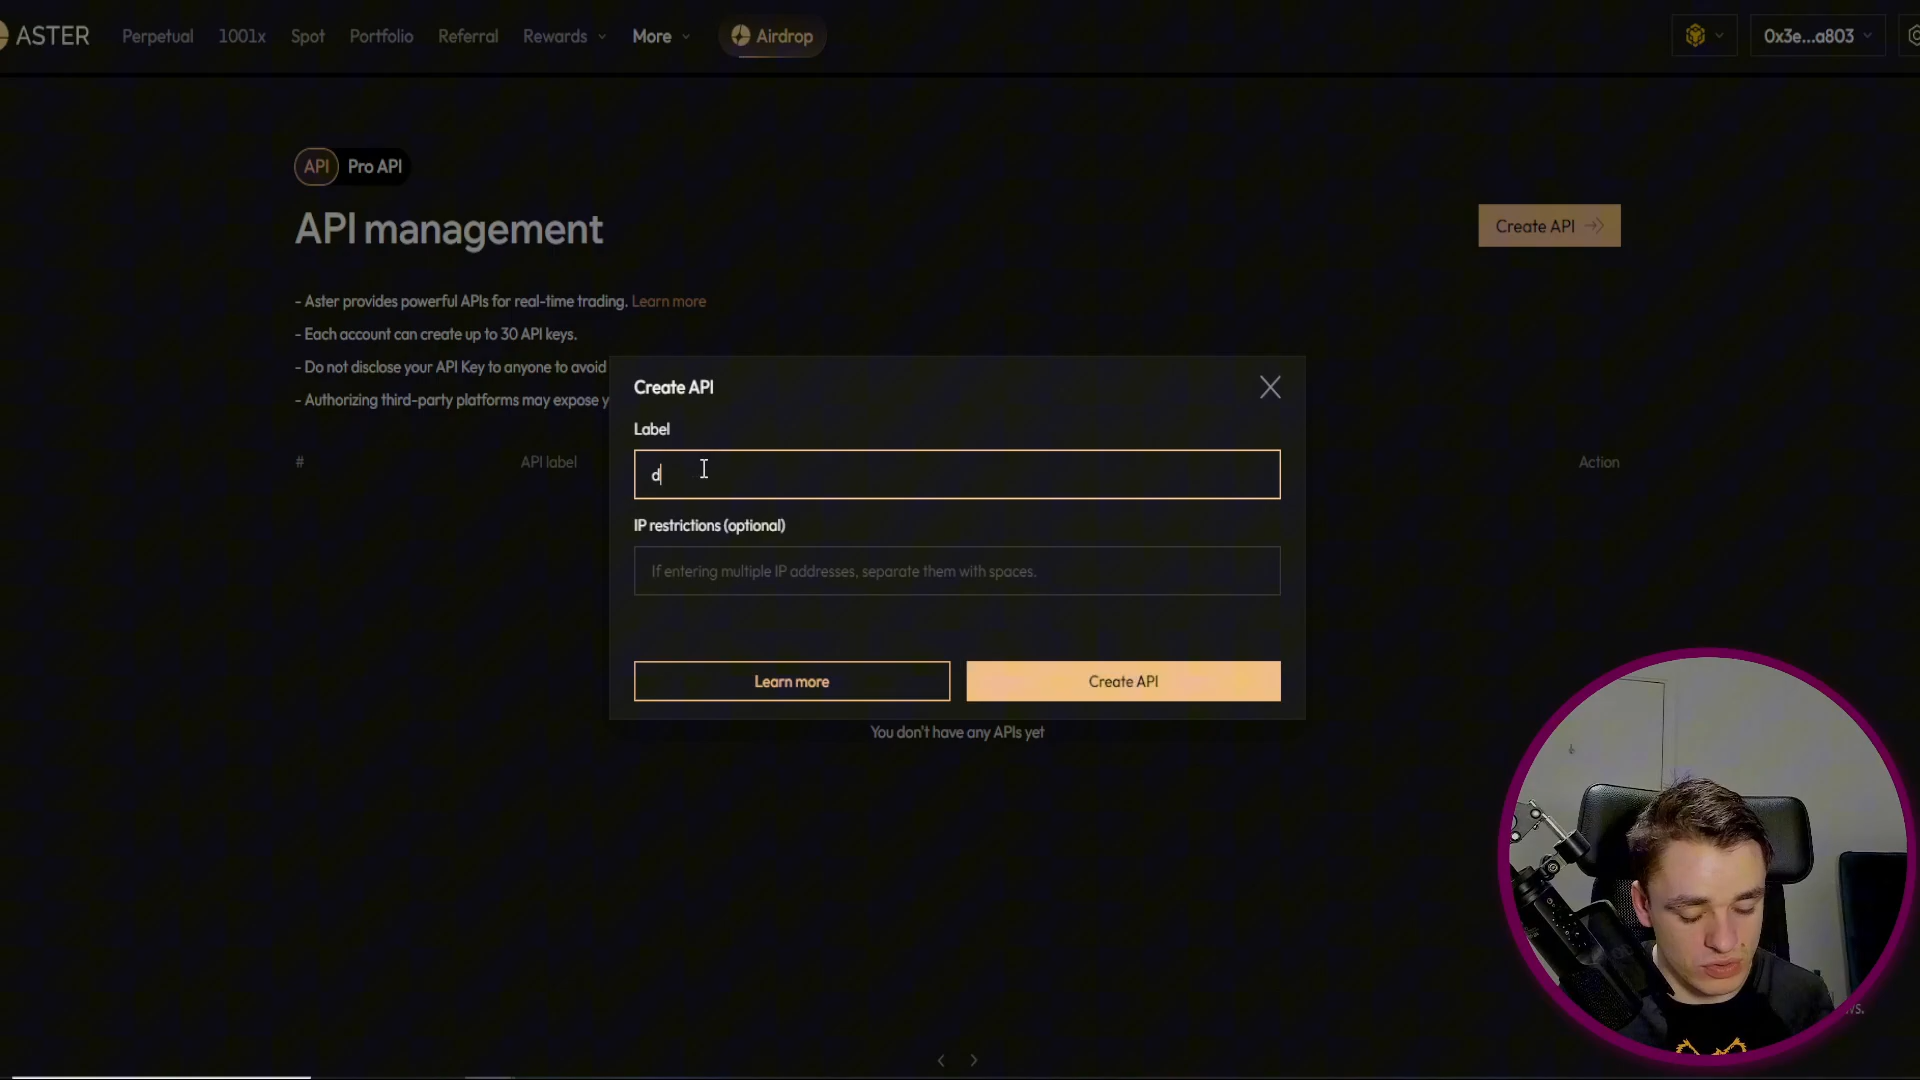 ASTER Perpetual 1001x Spot Portfolio Referral Rewards More Airdrop 0x3e...a803
API Pro API
API management
Create API
- Aster provides powerful APIs for real-time trading. Learn more
- Each account can create up to 30 API keys.
- Do not disclose your API Key to anyone to avoid
- Authorizing third-party platforms may expose y
# API label Action
Create API
Label
d
IP restrictions (optional)
If entering multiple IP addresses, separate them with spaces.
Learn more Create API
You don't have any APIs yet